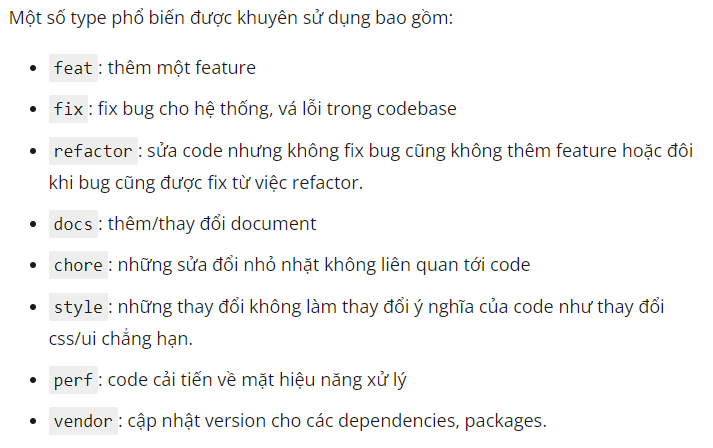 Một số type phổ biến được khuyên sử dụng bao gồm:
feat: thêm một feature
fix: fix bug cho hệ thống, vá lỗi trong codebase
refactor: sửa code nhưng không fix bug cũng không thêm feature hoặc đôi
khi bug cũng được fix từ việc refactor.
docs: thêm/thay đổi document
chore: những sửa đổi nhỏ nhặt không liên quan tới code
style: những thay đổi không làm thay đổi ý nghĩa của code như thay đổi
css/ui chẳng hạn.
perf: code cải tiến về mặt hiệu năng xử lý
vendor: cập nhật version cho các dependencies, packages.